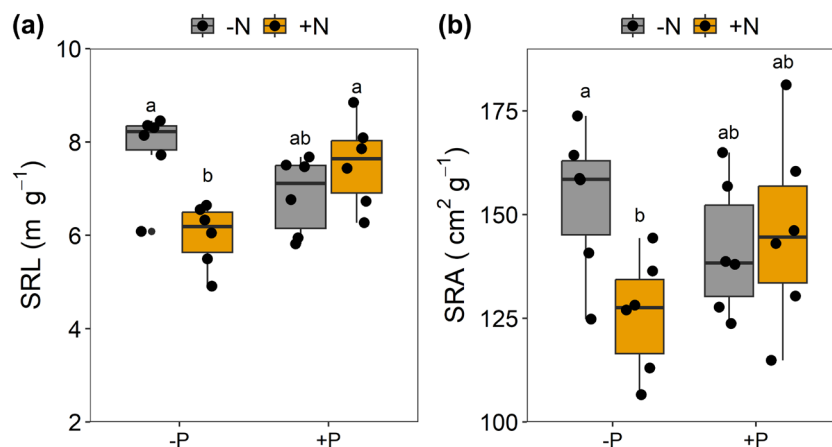 (a)
-N +N
SRL (m g⁻¹)
10
8
6
4
2
a
b
ab
a
-P +P
(b)
-N +N
SRA ( cm² g⁻¹)
175
150
125
100
a
b
ab
ab
-P +P